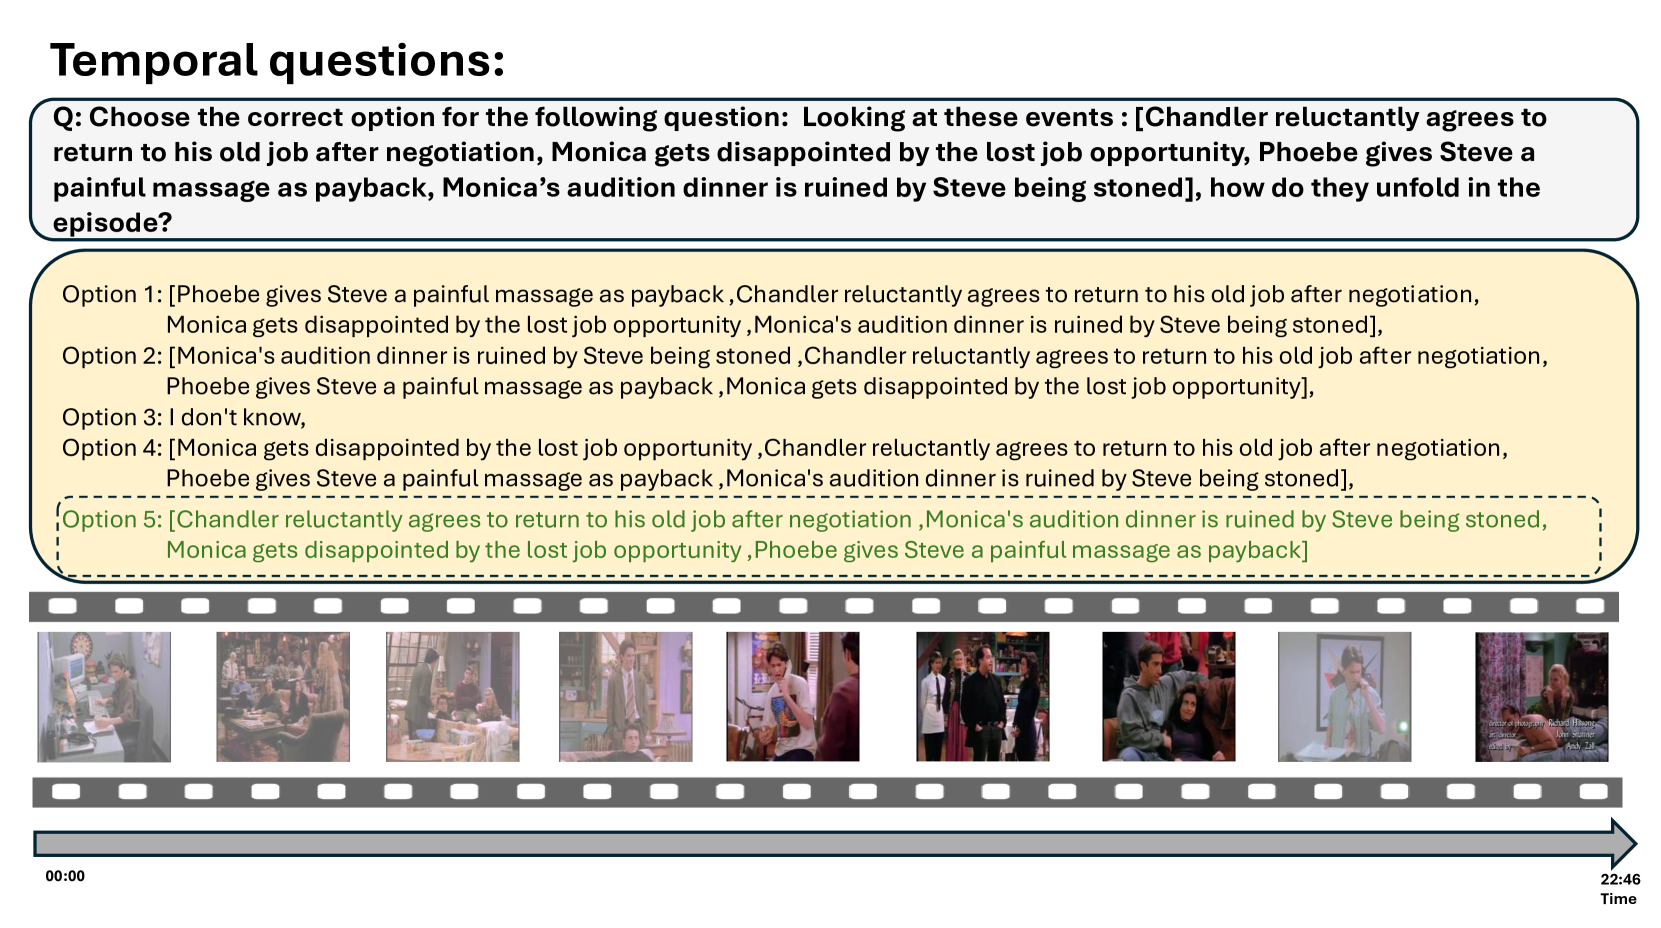 Temporal questions:
Q: Choose the correct option for the following question:  Looking at these events : [Chandler reluctantly agrees to
return to his old job after negotiation, Monica gets disappointed by the lost job opportunity, Phoebe gives Steve a
painful massage as payback, Monica’s audition dinner is ruined by Steve being stoned], how do they unfold in the
episode?
Option 1: [Phoebe gives Steve a painful massage as payback ,Chandler reluctantly agrees to return to his old job after negotiation,
Monica gets disappointed by the lost job opportunity ,Monica's audition dinner is ruined by Steve being stoned],
Option 2: [Monica's audition dinner is ruined by Steve being stoned ,Chandler reluctantly agrees to return to his old job after negotiation,
Phoebe gives Steve a painful massage as payback ,Monica gets disappointed by the lost job opportunity],
Option 3: I don't know,
Option 4: [Monica gets disappointed by the lost job opportunity ,Chandler reluctantly agrees to return to his old job after negotiation,
Phoebe gives Steve a painful massage as payback ,Monica's audition dinner is ruined by Steve being stoned],
Option 5: [Chandler reluctantly agrees to return to his old job after negotiation ,Monica's audition dinner is ruined by Steve being stoned,
Monica gets disappointed by the lost job opportunity ,Phoebe gives Steve a painful massage as payback]
director of photography Richard Hissong
art director John Shaffner
edited by Andy Zall
00:00
22:46
Time